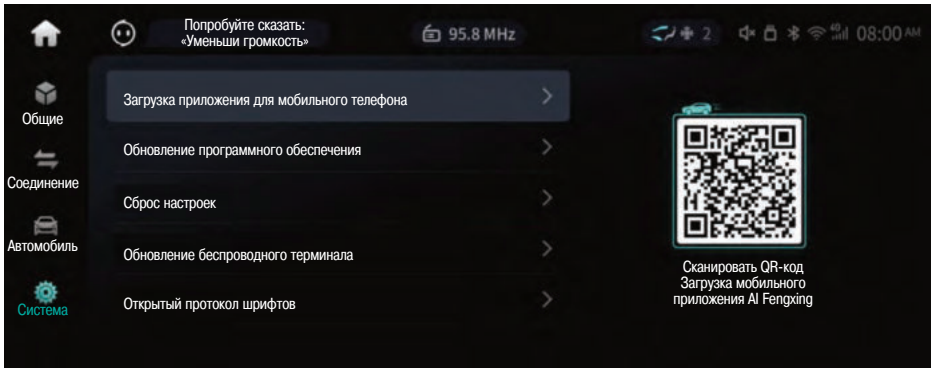 Попробуйте сказать:
«Уменьши громкость»
95.8 MHz
2
4G
08:00 AM
Общие
Соединение
Автомобиль
Система
Загрузка приложения для мобильного телефона
Обновление программного обеспечения
Сброс настроек
Обновление беспроводного терминала
Открытый протокол шрифтов
Сканировать QR-код
Загрузка мобильного
приложения AI Fengxing